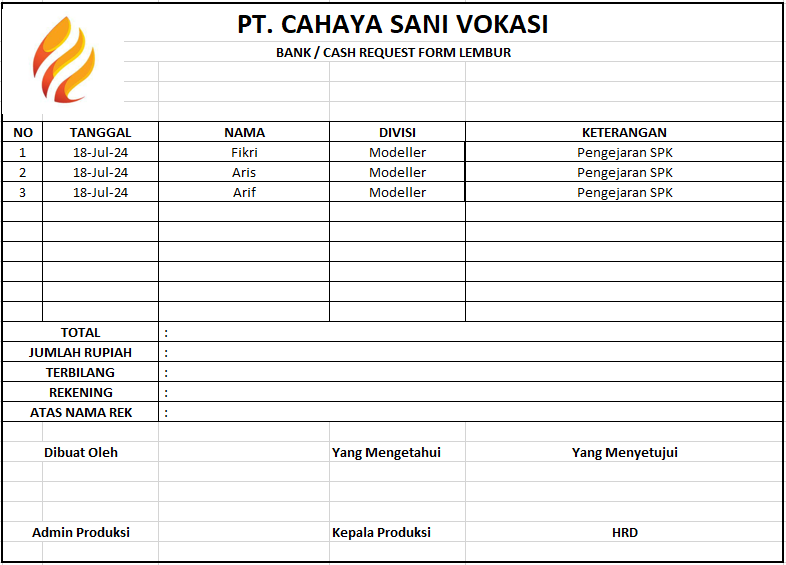 PT. CAHAYA SANI VOKASI
BANK / CASH REQUEST FORM LEMBUR
NO TANGGAL NAMA DIVISI KETERANGAN
1 18-Jul-24 Fikri Modeller Pengejaran SPK
2 18-Jul-24 Aris Modeller Pengejaran SPK
3 18-Jul-24 Arif Modeller Pengejaran SPK
TOTAL :
JUMLAH RUPIAH :
TERBILANG :
REKENING :
ATAS NAMA REK :
Dibuat Oleh Yang Mengetahui Yang Menyetujui
Admin Produksi Kepala Produksi HRD